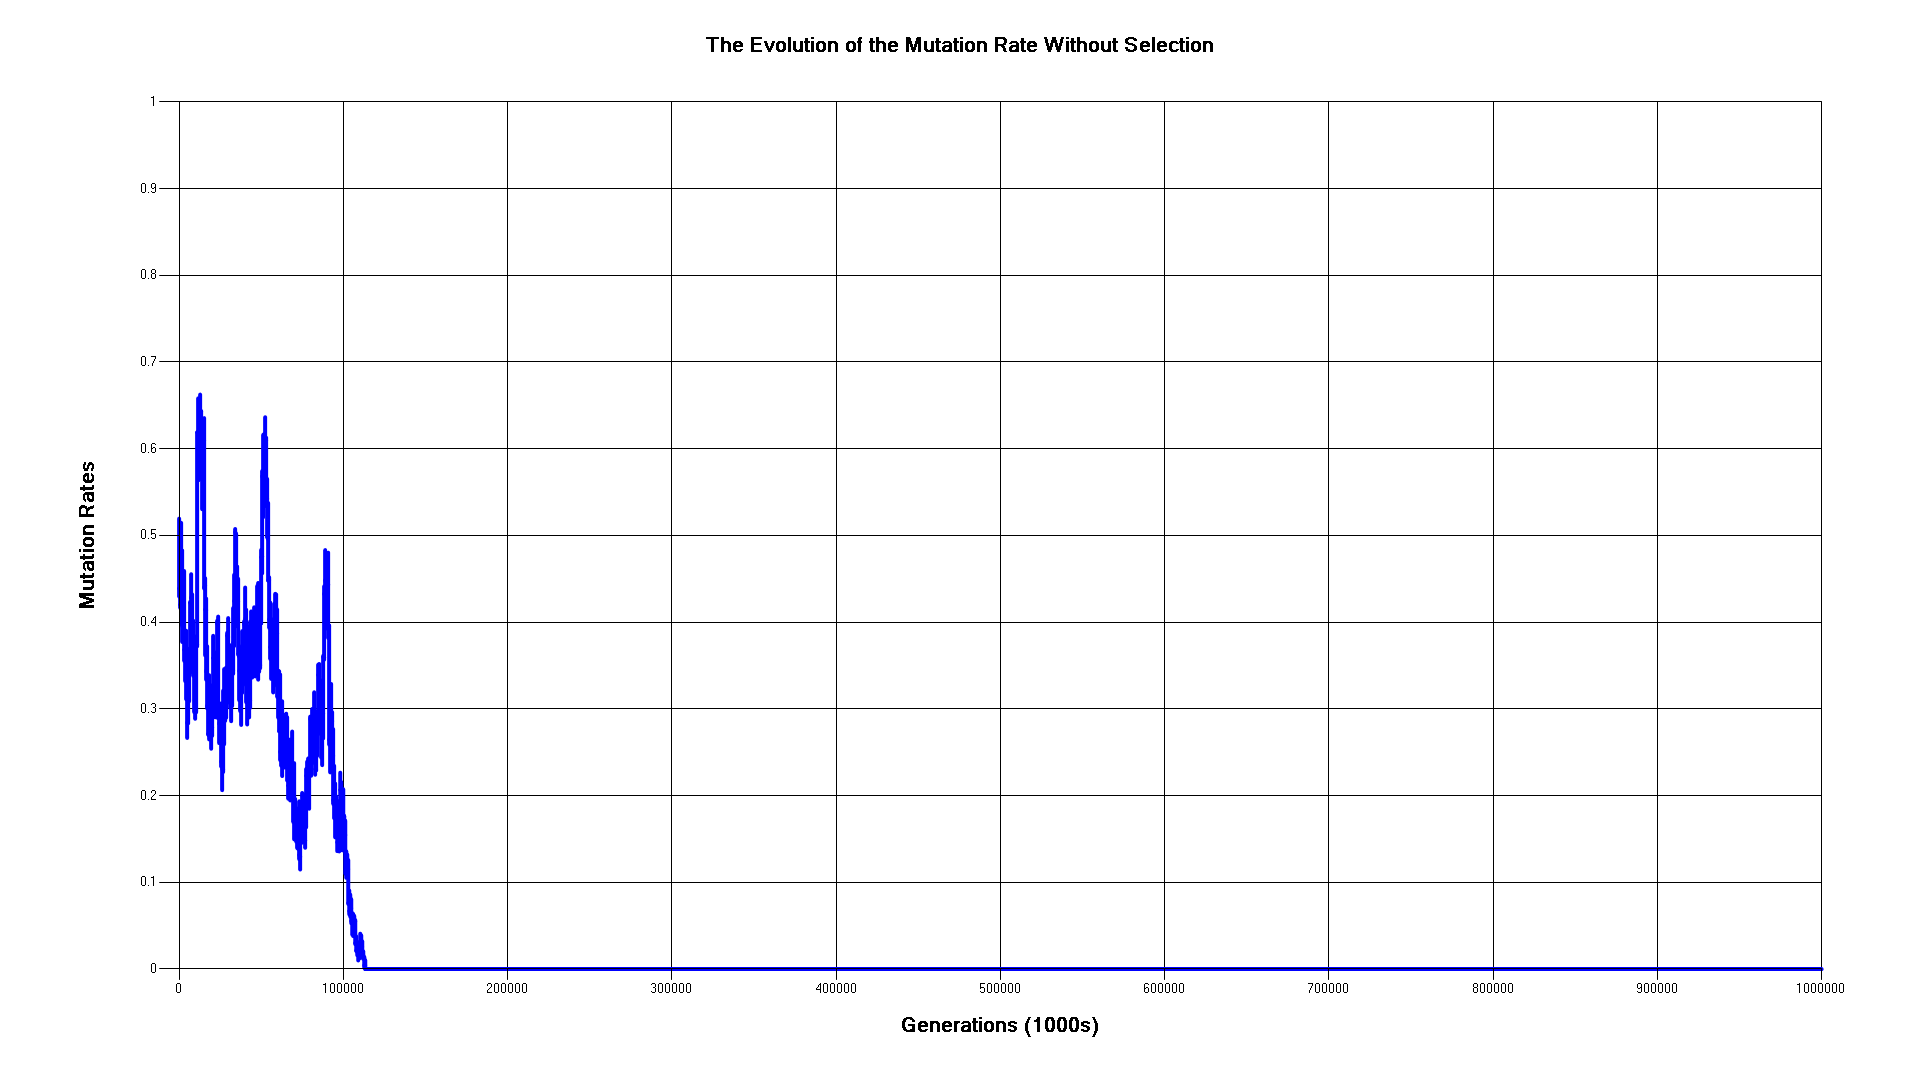 The Evolution of the Mutation Rate Without Selection
1
0.9
0.8
0.7
0.6
0.5
0.4
0.3
0.2
0.1
0
Mutation Rates
0 100000 200000 300000 400000 500000 600000 700000 800000 900000 1000000
Generations (1000s)